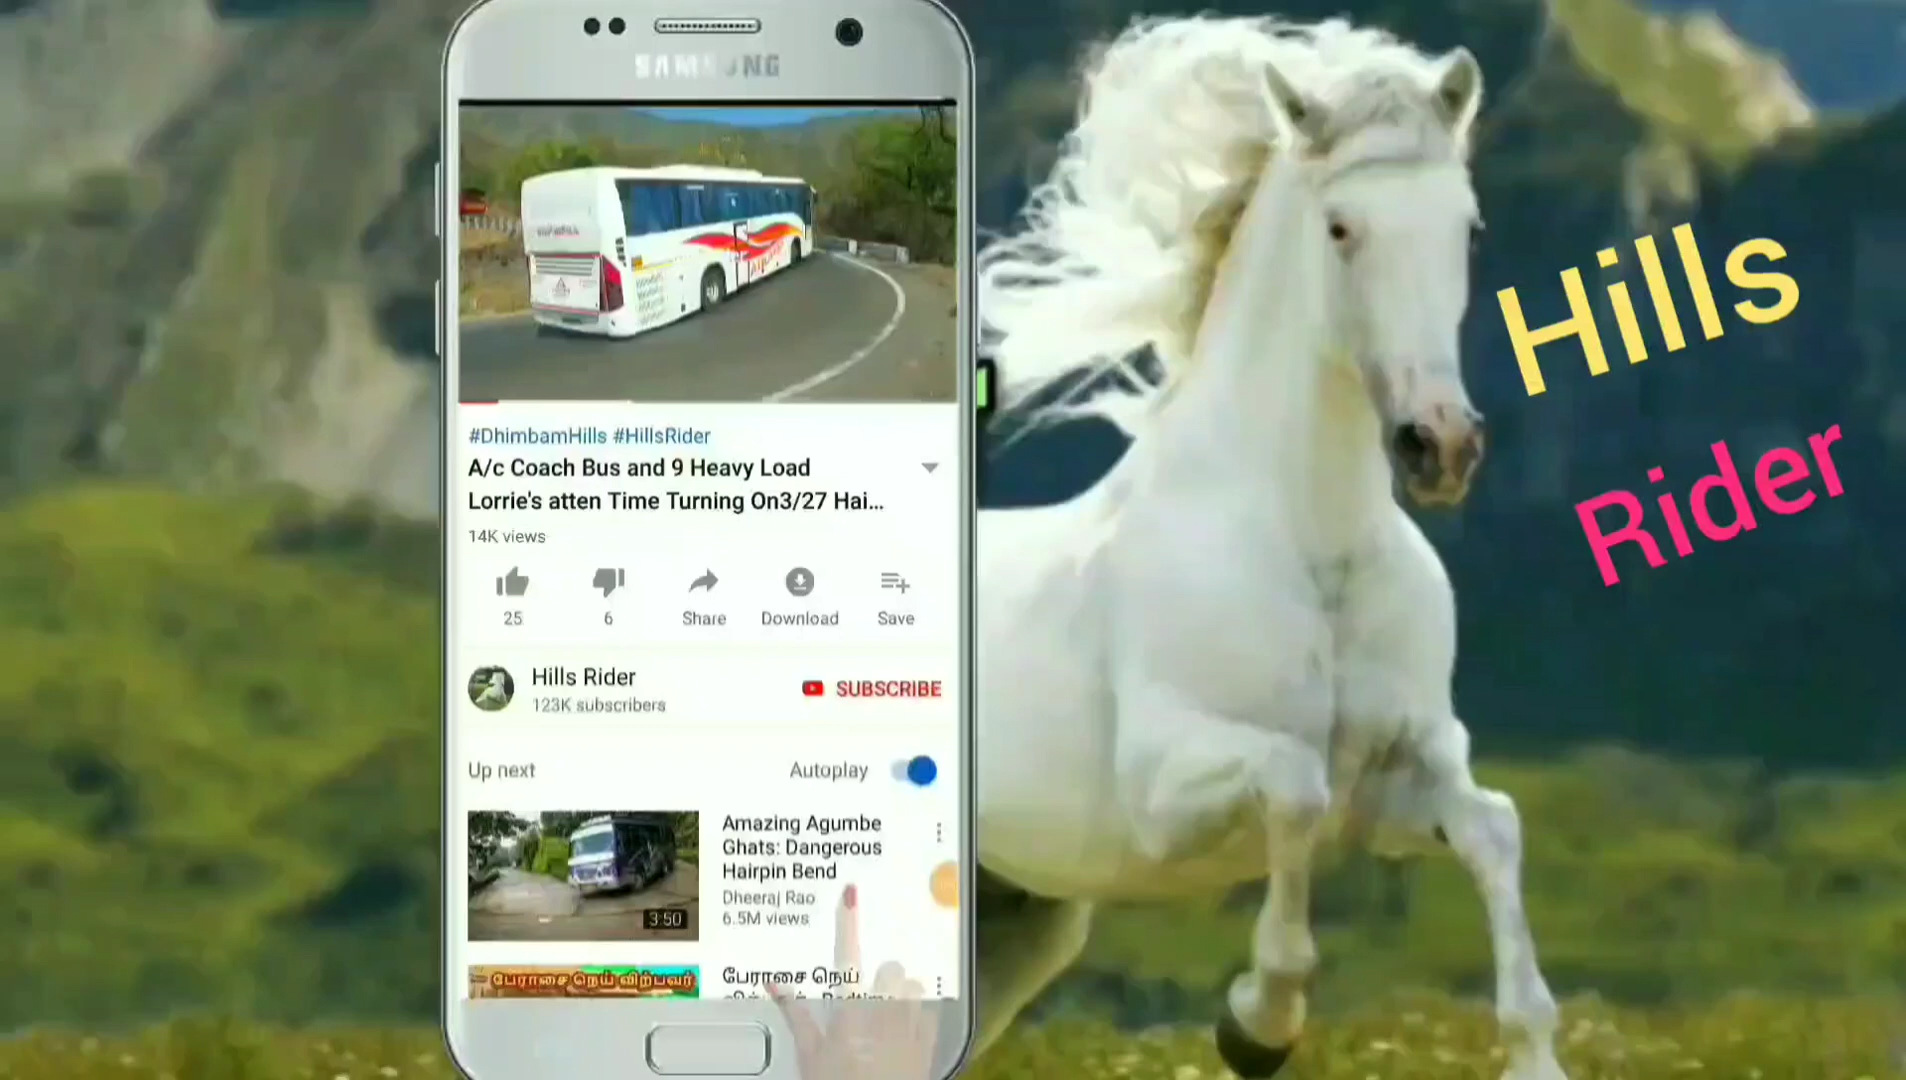 SAMSUNG
#DhimbamHills #HillsRider
A/c Coach Bus and 9 Heavy Load
Lorrie's atten Time Turning On3/27 Hai...
14K views
25
6
Share
Download
Save
Hills Rider
123K subscribers
SUBSCRIBE
Up next
Autoplay
Amazing Agumbe
Ghats: Dangerous
Hairpin Bend
Dheeraj Rao
6.5M views
3:50
பேராசை நெய் விற்பவர்
பேராசை நெய்
Hills
Rider